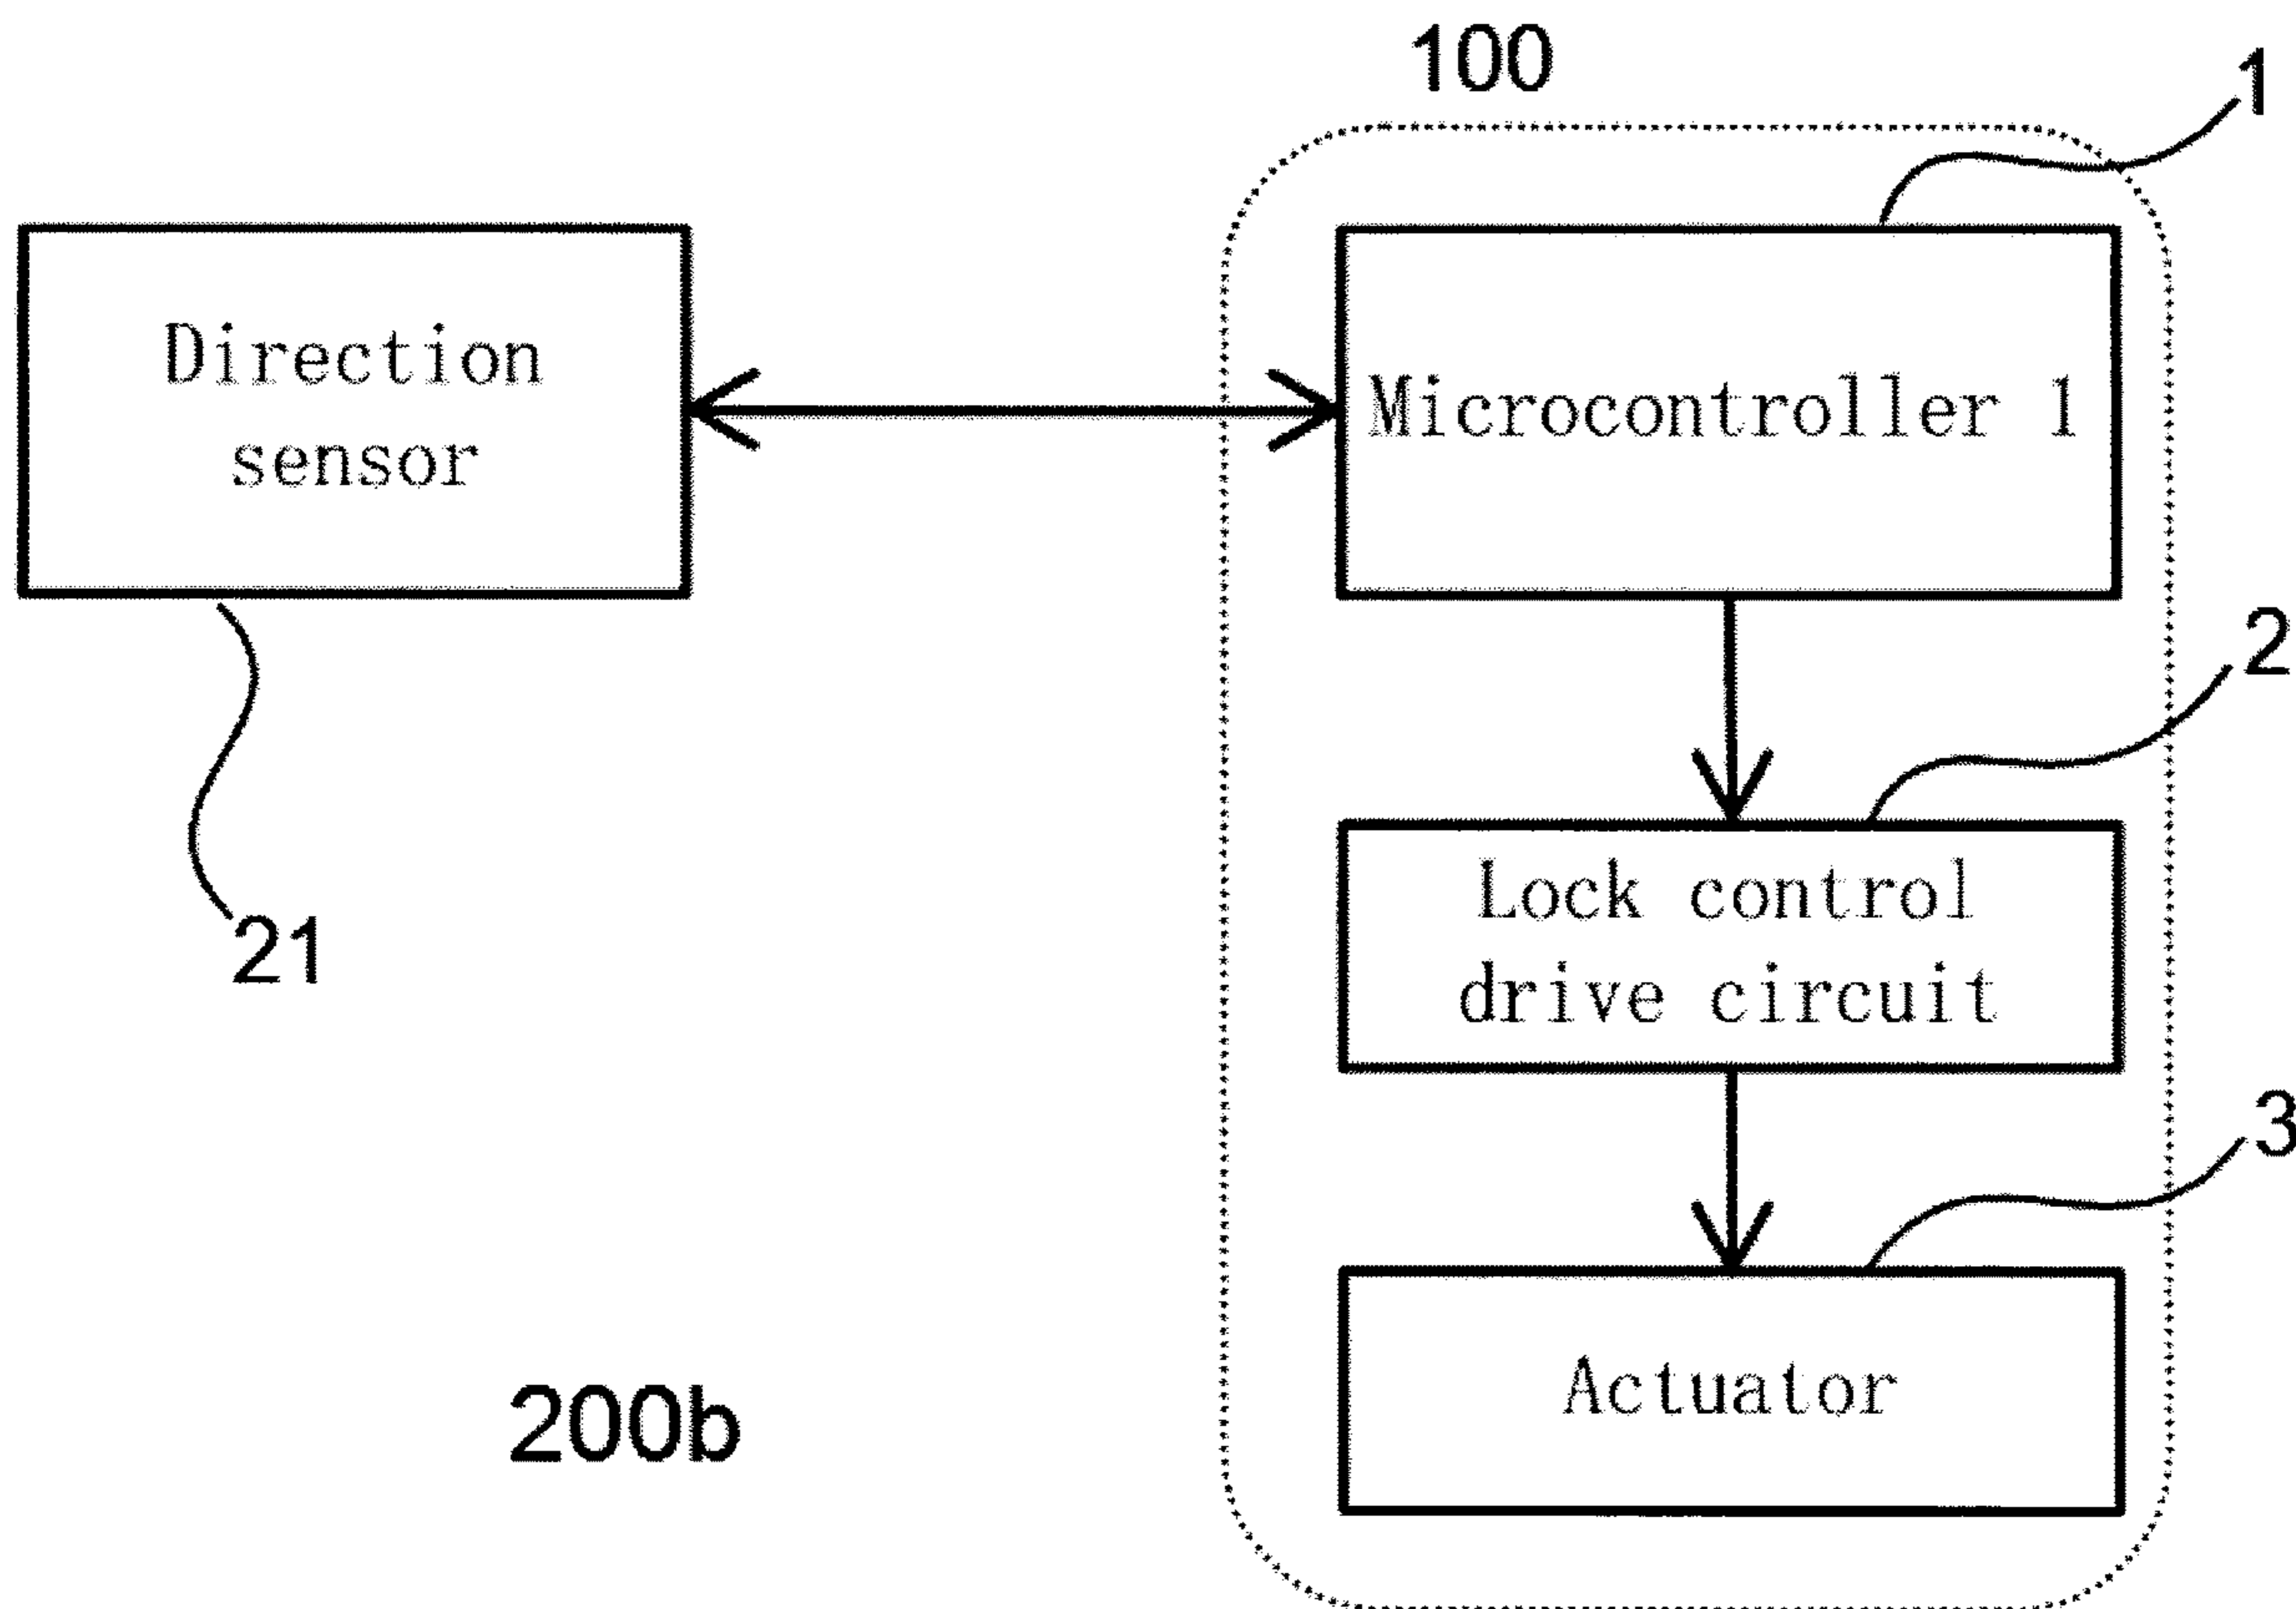 100
1
Direction
sensor
Microcontroller 1
2
21
Lock control
drive circuit
3
Actuator
200b